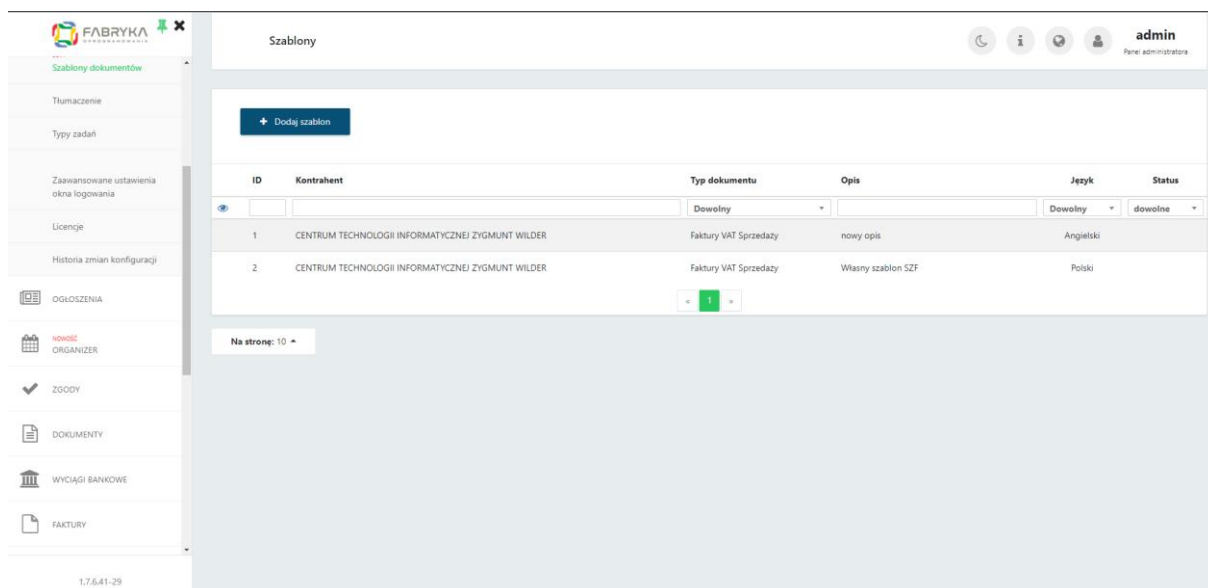 FABRYKA
OPROGRAMOWANIA
Szablony dokumentów
Tłumaczenie
Typy zadań
Zaawansowane ustawienia
okna logowania
Licencje
Historia zmian konfiguracji
OGŁOSZENIA
NOWOŚĆ
ORGANIZER
ZGODY
DOKUMENTY
WYCIĄGI BANKOWE
FAKTURY
1.7.6.41-29
Szablony
admin
Panel administratora
+ Dodaj szablon
ID Kontrahent Typ dokumentu Opis Język Status
Dowolny Dowolny dowolne
1 CENTRUM TECHNOLOGII INFORMATYCZNEJ ZYGMUNT WILDER Faktury VAT Sprzedaży nowy opis Angielski
2 CENTRUM TECHNOLOGII INFORMATYCZNEJ ZYGMUNT WILDER Faktury VAT Sprzedaży Własny szablon SZF Polski
« 1 »
Na stronę: 10